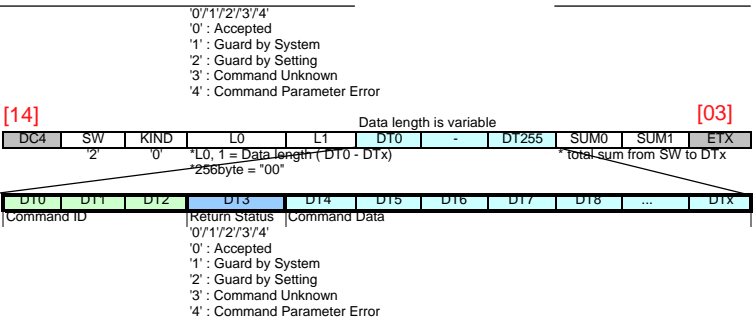 '0'/'1'/'2'/'3'/'4'
'0' : Accepted
'1' : Guard by System
'2' : Guard by Setting
'3' : Command Unknown
'4' : Command Parameter Error
[14] Data length is variable [03]
DC4 SW KIND L0 L1 DT0 - DT255 SUM0 SUM1 ETX
'2' '0' *L0, 1 = Data length ( DT0 - DTx) * total sum from SW to DTx
*256byte = "00"
DT0 DT1 DT2 DT3 DT4 DT5 DT6 DT7 DT8 ... DTx
Command ID Return Status Command Data
'0'/'1'/'2'/'3'/'4'
'0' : Accepted
'1' : Guard by System
'2' : Guard by Setting
'3' : Command Unknown
'4' : Command Parameter Error